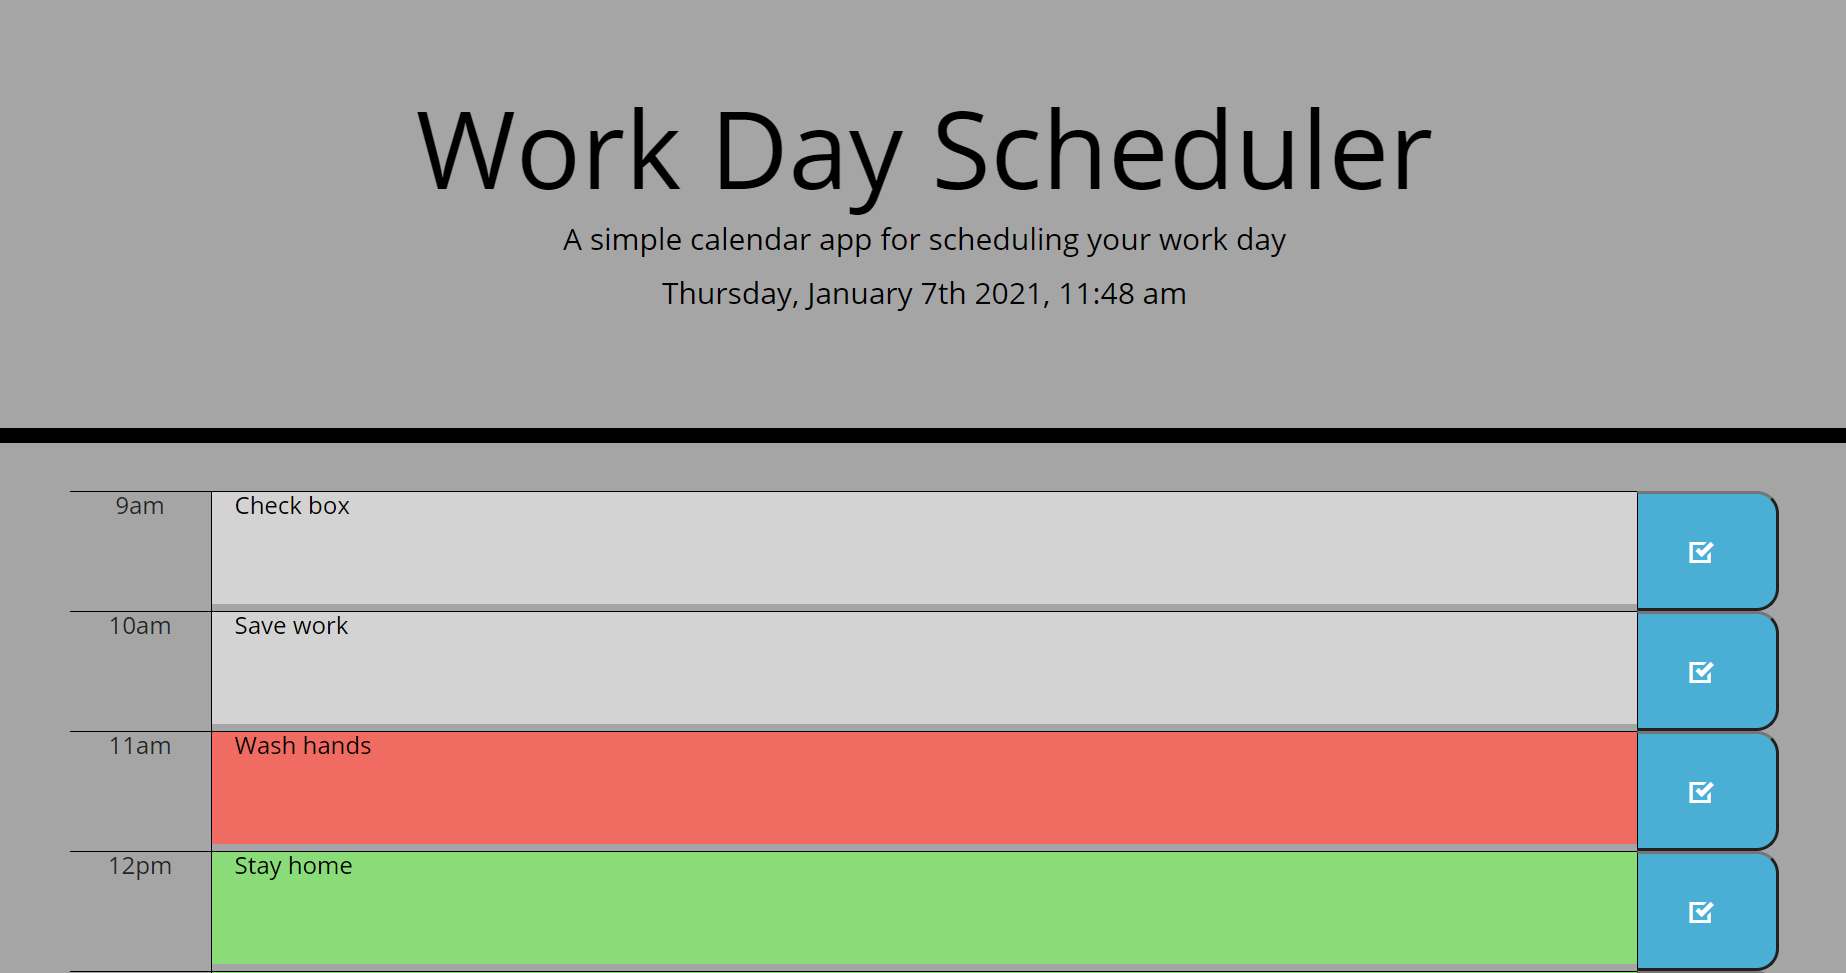 Work Day Scheduler
A simple calendar app for scheduling your work day
Thursday, January 7th 2021, 11:48 am
9am Check box
10am Save work
11am Wash hands
12pm Stay home